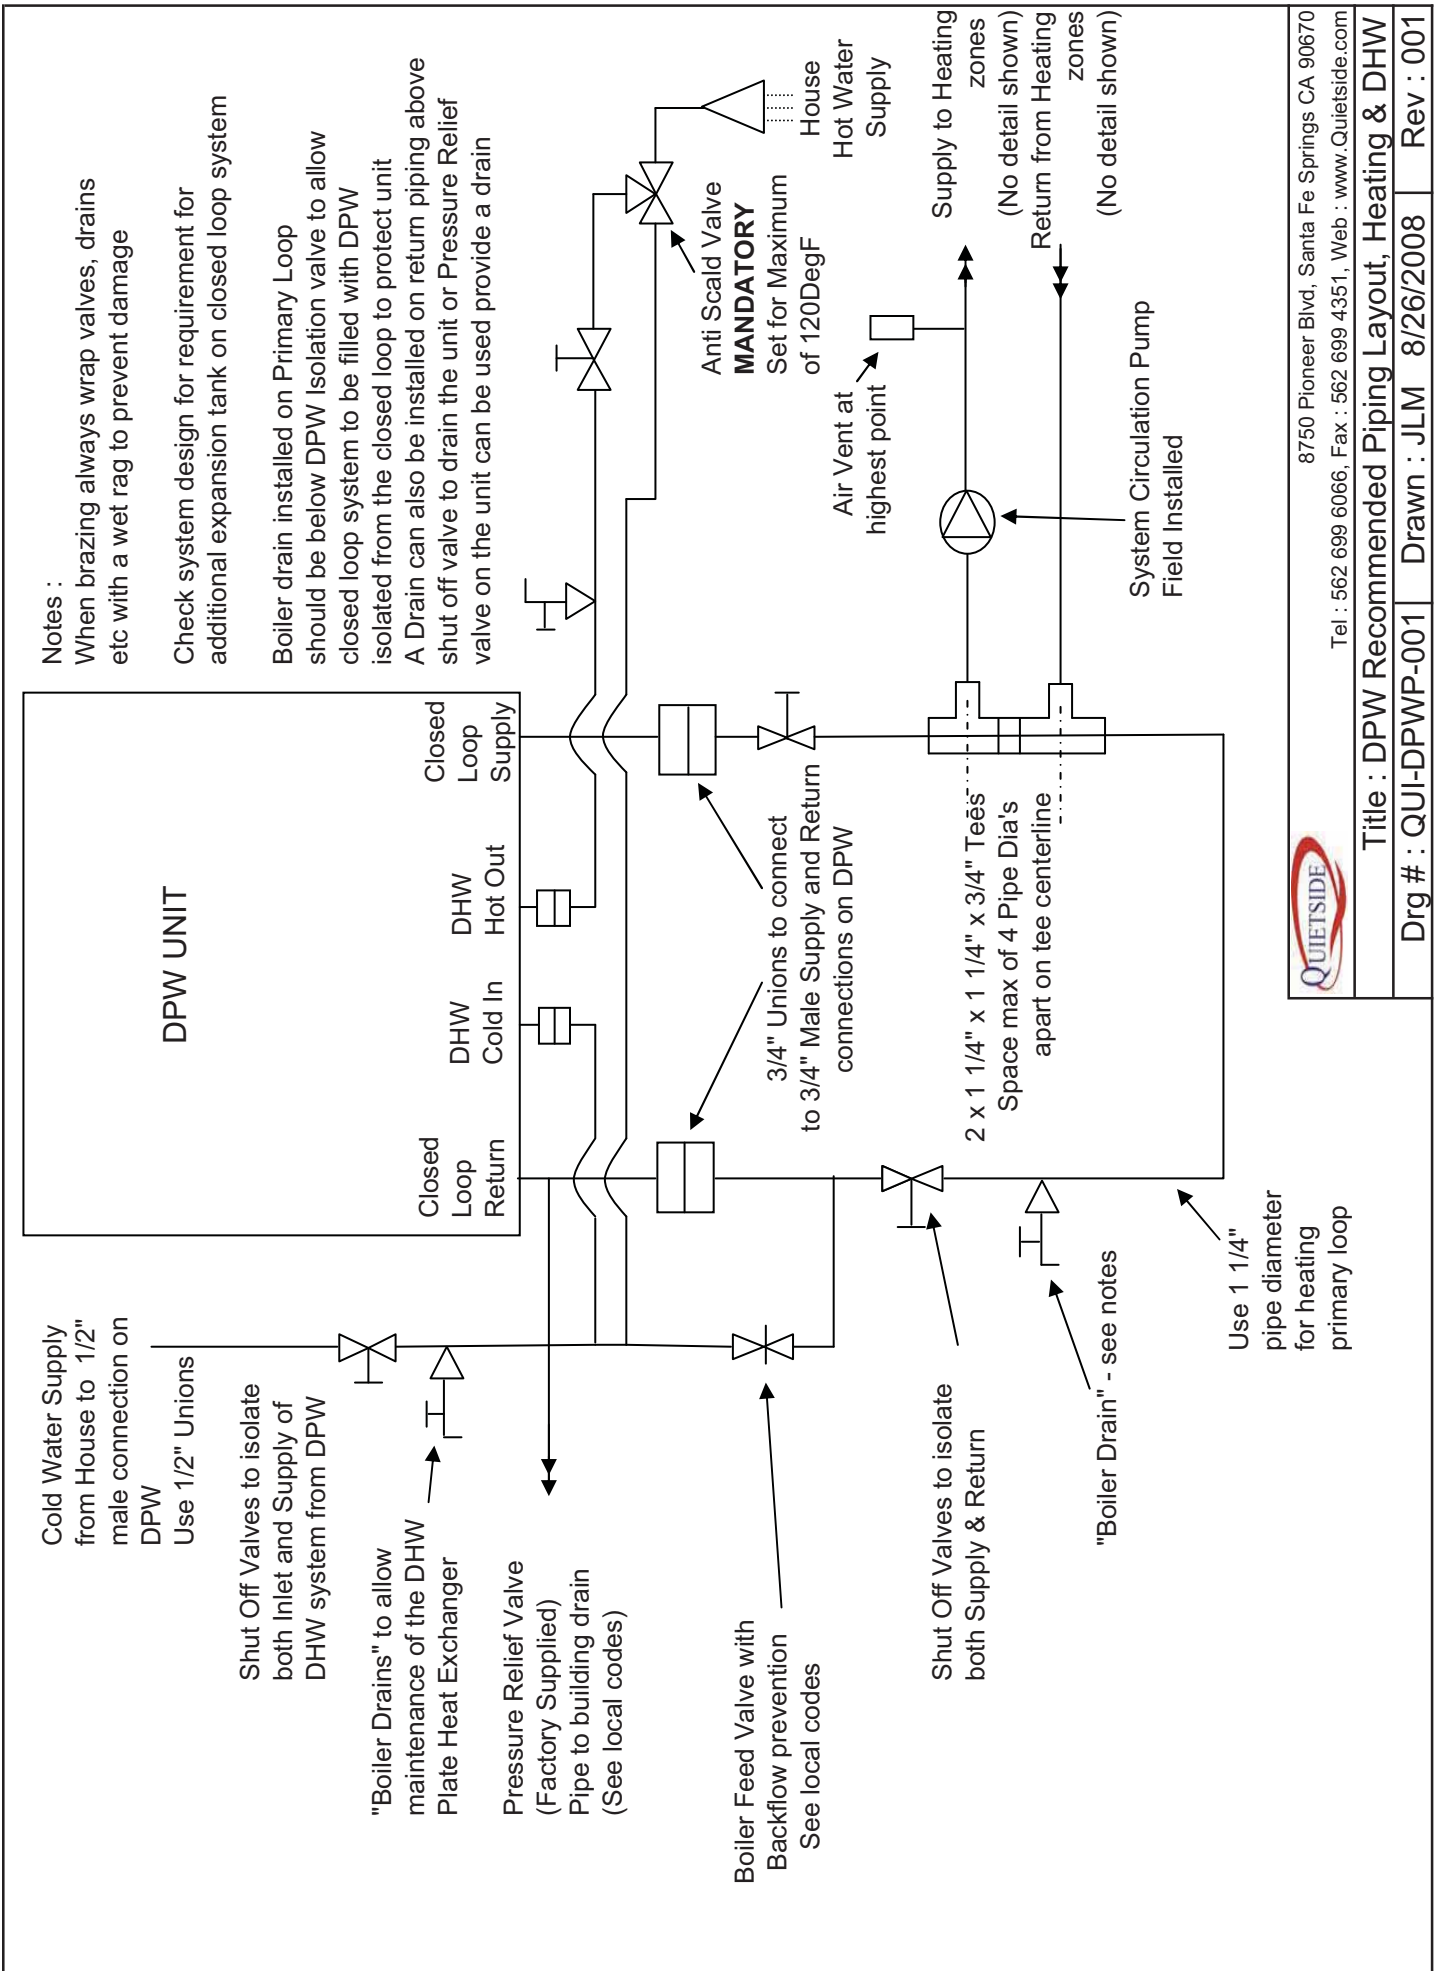 Cold Water Supply
from House to 1/2"
male connection on
DPW
Use 1/2" Unions
Shut Off Valves to isolate
both Inlet and Supply of
DHW system from DPW
"Boiler Drains" to allow
maintenance of the DHW
Plate Heat Exchanger
Pressure Relief Valve
(Factory Supplied)
Pipe to building drain
(See local codes)
Boiler Feed Valve with
Backflow prevention
See local codes
Shut Off Valves to isolate
both Supply & Return
"Boiler Drain" - see notes
Use 1 1/4"
pipe diameter
for heating
primary loop
DPW UNIT
Closed
Loop
Return
DHW
Cold In
DHW
Hot Out
Closed
Loop
Supply
3/4" Unions to connect
to 3/4" Male Supply and Return
connections on DPW
2 x 1 1/4" x 1 1/4" x 3/4" Tees
Space max of 4 Pipe Dia's
apart on tee centerline
Notes :
When brazing always wrap valves, drains
etc with a wet rag to prevent damage
Check system design for requirement for
additional expansion tank on closed loop system
Boiler drain installed on Primary Loop
should be below DPW Isolation valve to allow
closed loop system to be filled with DPW
isolated from the closed loop to protect unit
A Drain can also be installed on return piping above
shut off valve to drain the unit or Pressure Relief
valve on the unit can be used provide a drain
Anti Scald Valve
MANDATORY
Set for Maximum
of 120DegF
House
Hot Water
Supply
Air Vent at
highest point
System Circulation Pump
Field Installed
Supply to Heating
zones
(No detail shown)
Return from Heating
zones
(No detail shown)
QUIETSIDE
8750 Pioneer Blvd, Santa Fe Springs CA 90670
Tel : 562 699 6066, Fax : 562 699 4351, Web : www.Quietside.com
Title : DPW Recommended Piping Layout, Heating & DHW
Drg # : QUI-DPWP-001 Drawn : JLM 8/26/2008 Rev : 001